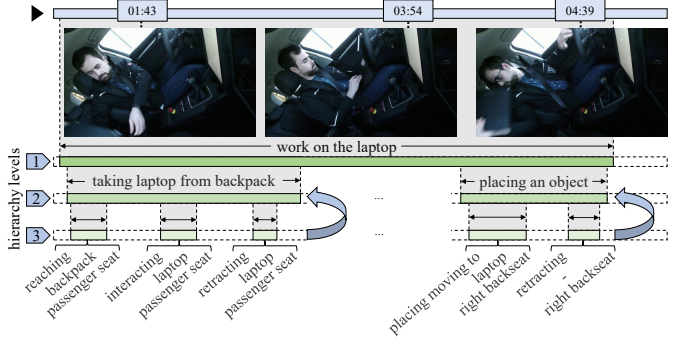 01:43
03:54
04:39
work on the laptop
hierarchy levels
1
2
3
taking laptop from backpack
...
placing an object
...
reaching
backpack
passenger seat
interacting
laptop
passenger seat
retracting
laptop
passenger seat
placing moving to
laptop
right backseat
retracting
-
right backseat